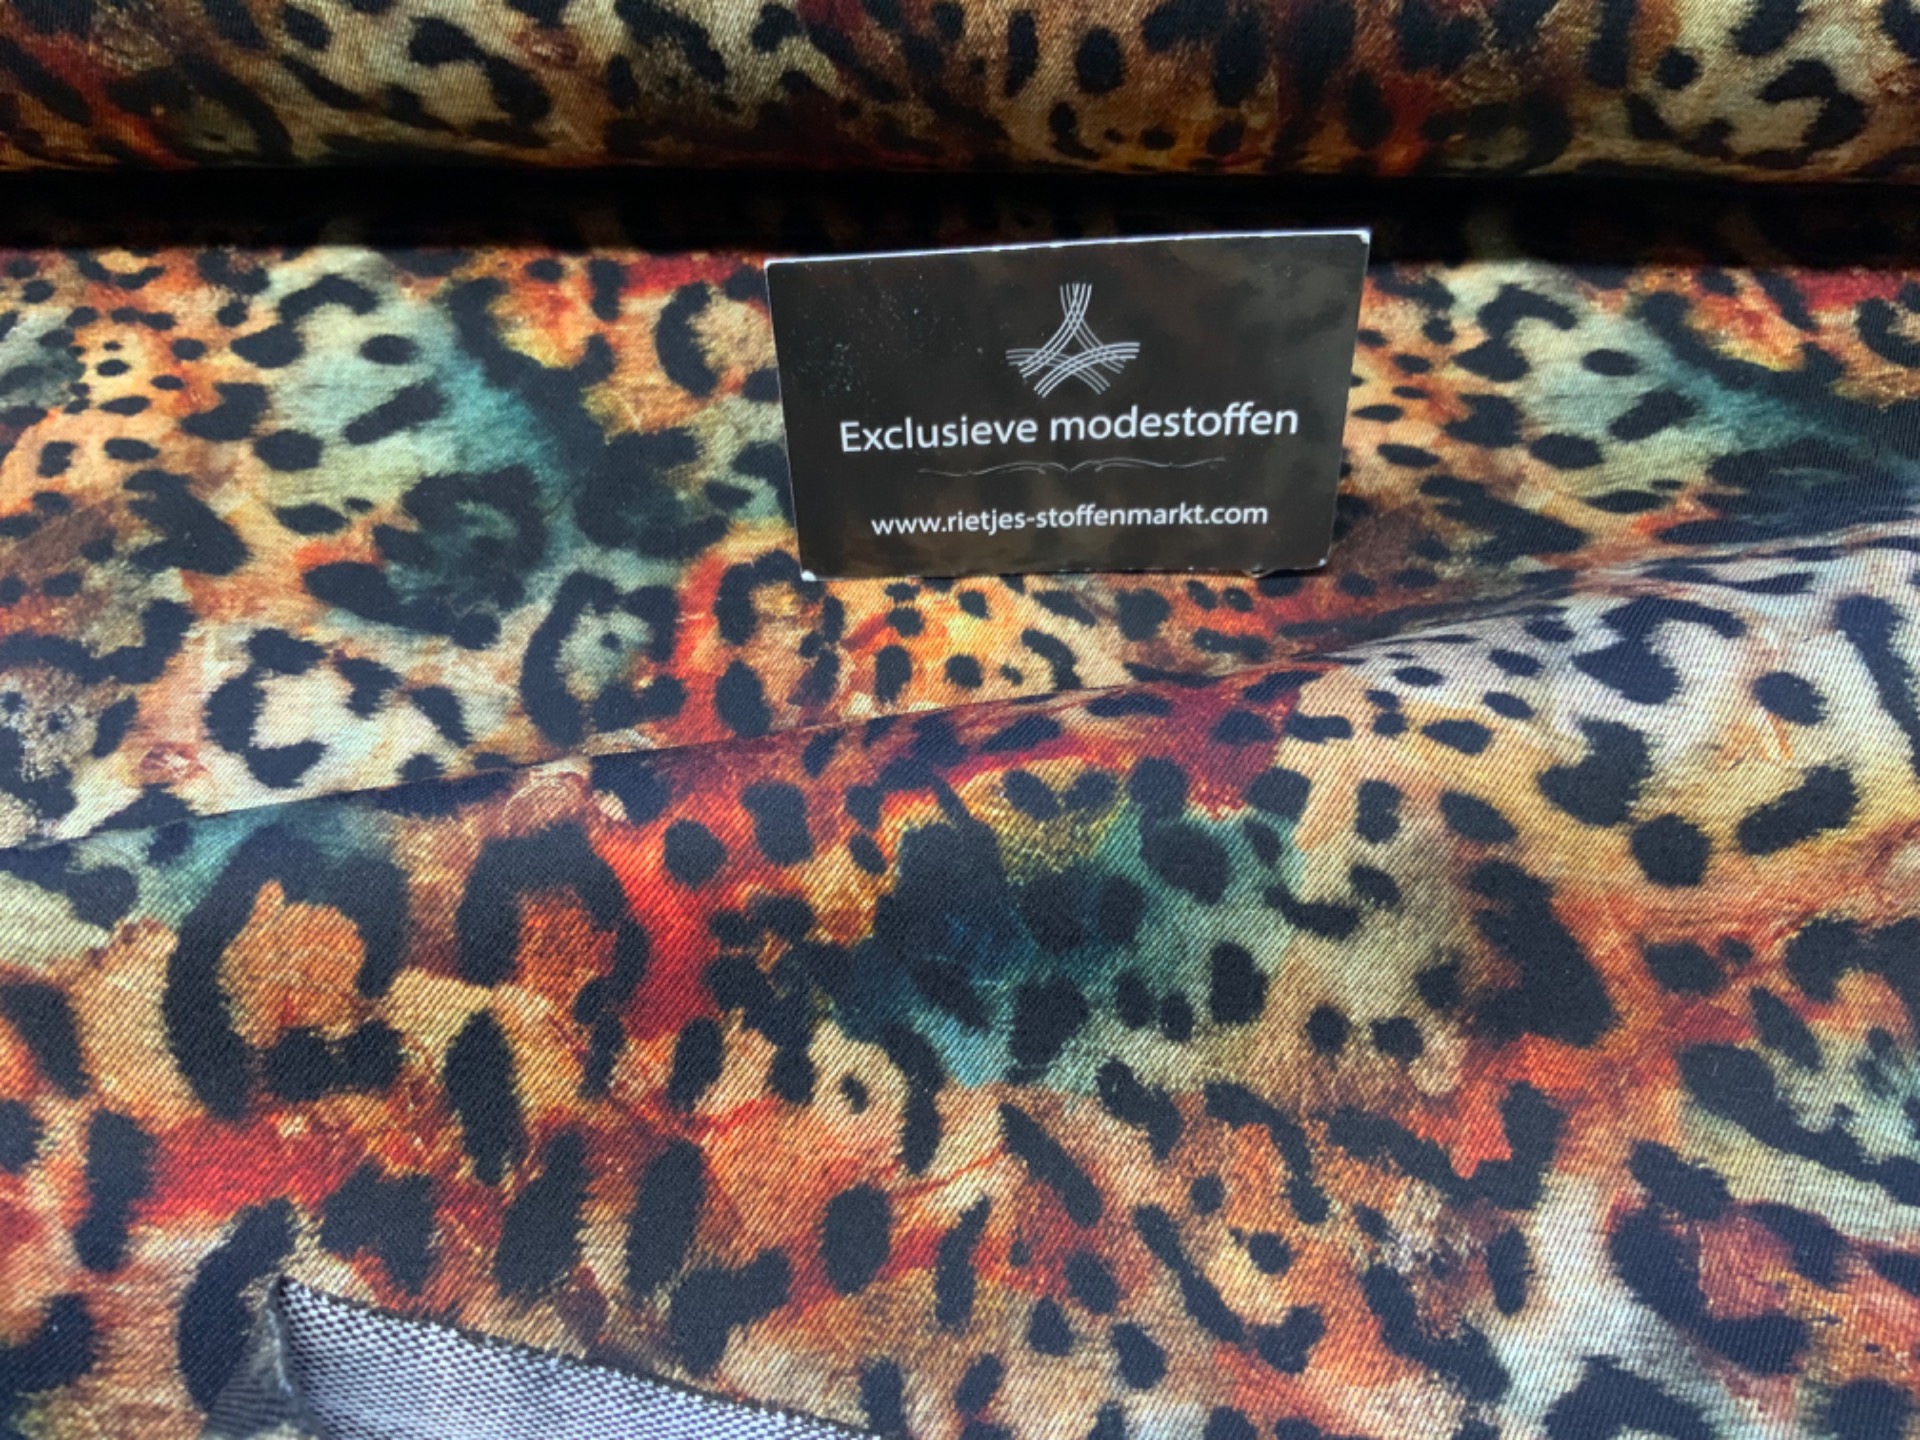 Exclusieve modestoffen
www.rietjes-stoffenmarkt.com